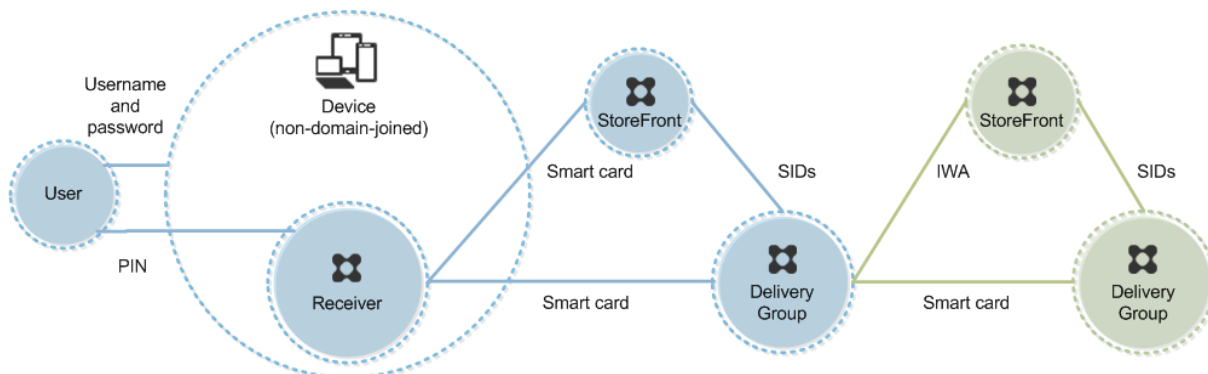 Username
and
password
User
PIN
Device
(non-domain-joined)
Receiver
Smart card
Smart card
StoreFront
SIDs
Delivery
Group
IWA
Smart card
StoreFront
SIDs
Delivery
Group